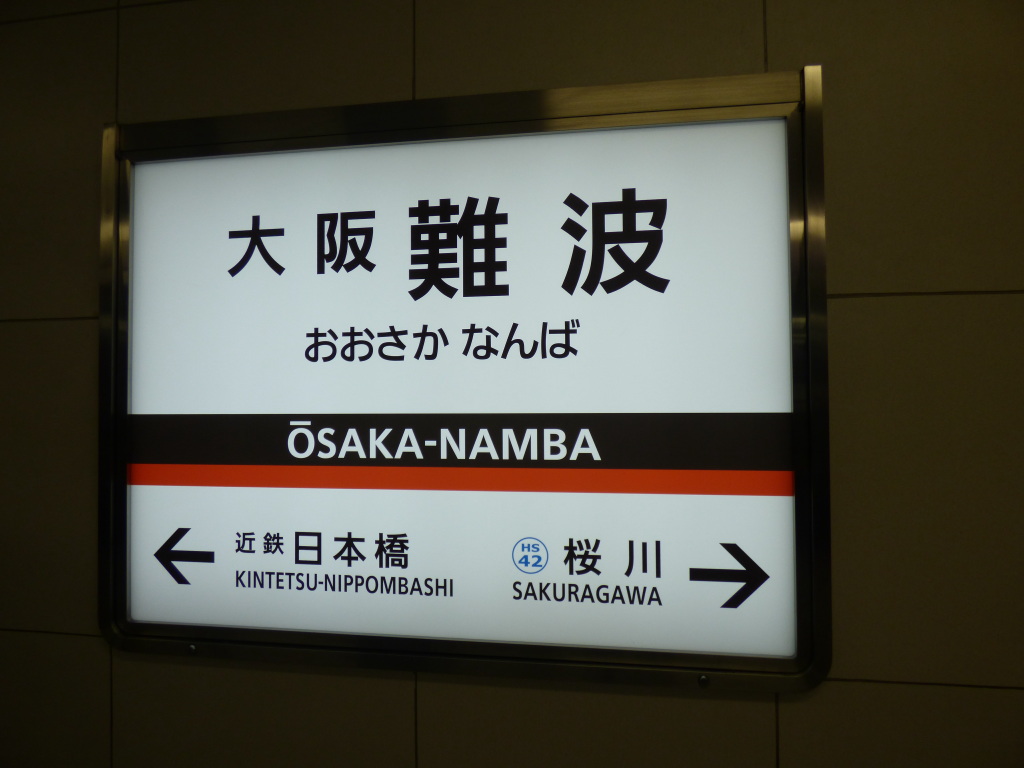 大阪難波
おおさか なんば
ŌSAKA-NAMBA
近鉄日本橋
KINTETSU-NIPPOMBASHI
HS
42
桜川
SAKURAGAWA